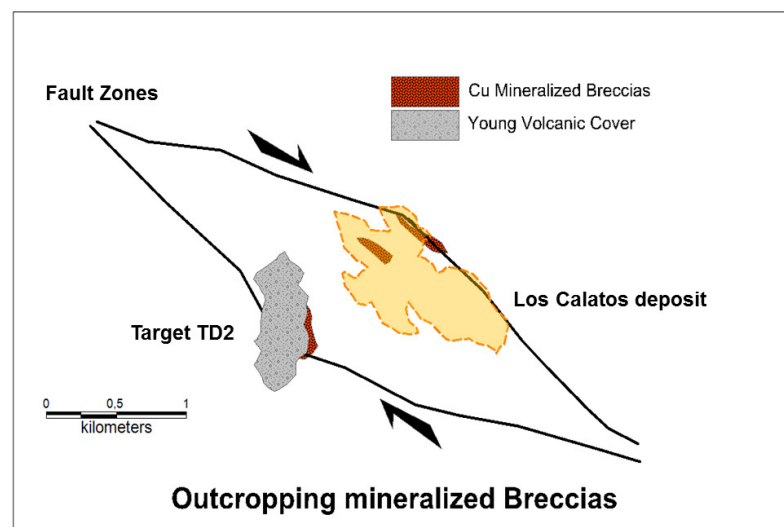 Fault Zones
Cu Mineralized Breccias
Young Volcanic Cover
Los Calatos deposit
Target TD2
0 0,5 1
kilometers
Outcropping mineralized Breccias